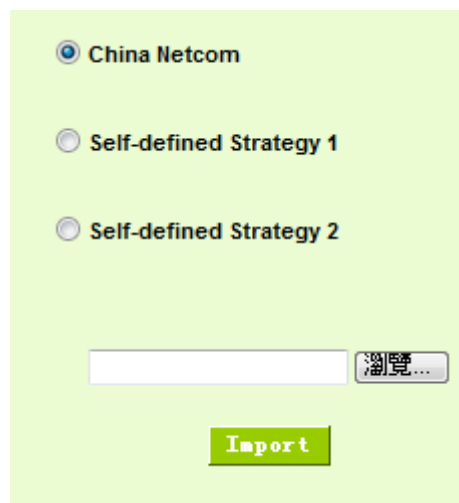 China Netcom
Self-defined Strategy 1
Self-defined Strategy 2
瀏覽...
Import